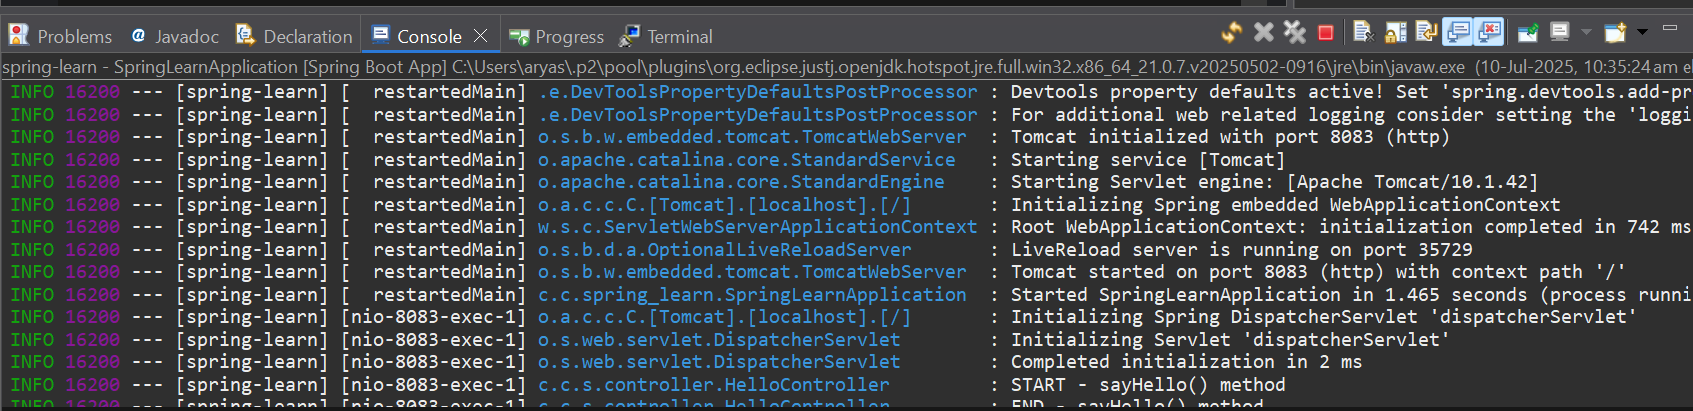 Problems @ Javadoc Declaration Console Progress Terminal
spring-learn - SpringLearnApplication [Spring Boot App] C:\Users\aryas\.p2\pool\plugins\org.eclipse.justj.openjdk.hotspot.jre.full.win32.x86_64_21.0.7.v20250502-0916\jre\bin\javaw.exe (10-Jul-2025, 10:35:24 am el
INFO 16200 --- [spring-learn] [  restartedMain] .e.DevToolsPropertyDefaultsPostProcessor : Devtools property defaults active! Set 'spring.devtools.add-pr
INFO 16200 --- [spring-learn] [  restartedMain] .e.DevToolsPropertyDefaultsPostProcessor : For additional web related logging consider setting the 'loggi
INFO 16200 --- [spring-learn] [  restartedMain] o.s.b.w.embedded.tomcat.TomcatWebServer  : Tomcat initialized with port 8083 (http)
INFO 16200 --- [spring-learn] [  restartedMain] o.apache.catalina.core.StandardService   : Starting service [Tomcat]
INFO 16200 --- [spring-learn] [  restartedMain] o.apache.catalina.core.StandardEngine    : Starting Servlet engine: [Apache Tomcat/10.1.42]
INFO 16200 --- [spring-learn] [  restartedMain] o.a.c.c.C.[Tomcat].[localhost].[/]       : Initializing Spring embedded WebApplicationContext
INFO 16200 --- [spring-learn] [  restartedMain] w.s.c.ServletWebServerApplicationContext : Root WebApplicationContext: initialization completed in 742 ms
INFO 16200 --- [spring-learn] [  restartedMain] o.s.b.d.a.OptionalLiveReloadServer       : LiveReload server is running on port 35729
INFO 16200 --- [spring-learn] [  restartedMain] o.s.b.w.embedded.tomcat.TomcatWebServer  : Tomcat started on port 8083 (http) with context path '/'
INFO 16200 --- [spring-learn] [  restartedMain] c.c.spring_learn.SpringLearnApplication  : Started SpringLearnApplication in 1.465 seconds (process runni
INFO 16200 --- [spring-learn] [nio-8083-exec-1] o.a.c.c.C.[Tomcat].[localhost].[/]       : Initializing Spring DispatcherServlet 'dispatcherServlet'
INFO 16200 --- [spring-learn] [nio-8083-exec-1] o.s.web.servlet.DispatcherServlet        : Initializing Servlet 'dispatcherServlet'
INFO 16200 --- [spring-learn] [nio-8083-exec-1] o.s.web.servlet.DispatcherServlet        : Completed initialization in 2 ms
INFO 16200 --- [spring-learn] [nio-8083-exec-1] c.c.s.controller.HelloController         : START - sayHello() method
INFO 16200 --- [spring-learn] [nio-8083-exec-1] c.c.s.controller.HelloController         : END - sayHello() method